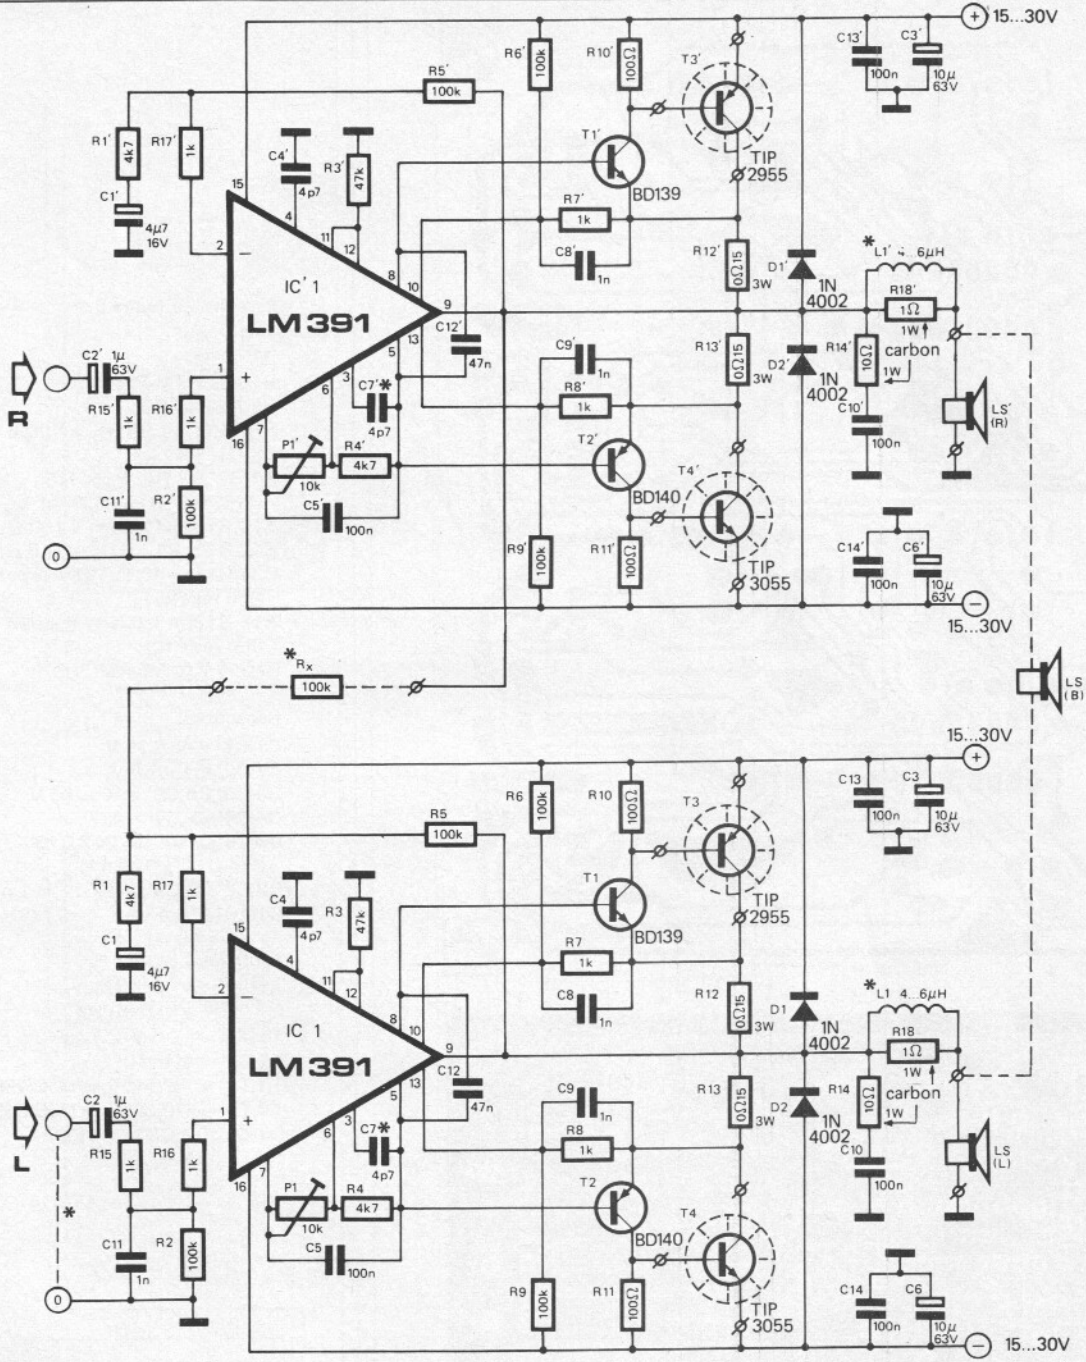 15...30V
R6'
100k
R10'
100Ω
T3'
C13'
100n
C3'
10µ
63V
R5'
100k
R1'
4k7
R17'
1k
C4'
4p7
R3'
47k
T1'
BD139
TIP
2955
C1'
4µ7
16V
15
4
11
12
2
−
R7'
1k
8
10
C8'
1n
R12'
0Ω15
3W
D1'
1N
4002
*
L1' 4...6µH
R18'
1Ω
1W
IC' 1
LM 391
9
C12'
47n
13
5
R
C2'
1µ
63V
1
+
3
6
C7'*
4p7
C9'
1n
R8'
1k
R13'
0Ω15
3W
D2'
1N
4002
R14'
10Ω
1W
carbon
C10'
100n
LS'
(R)
R15'
1k
R16'
1k
16
7
P1'
10k
R4'
4k7
T2'
BD140
T4'
C11'
1n
R2'
100k
C5'
100n
R9'
100k
R11'
100Ω
TIP
3055
C14'
100n
C6'
10µ
63V
0
15...30V
*
Rx
100k
LS
(B)
15...30V
R6
100k
R10
100Ω
T3
C13
100n
C3
10µ
63V
R5
100k
R1
4k7
R17
1k
C4
4p7
R3
47k
T1
BD139
TIP
2955
C1
4µ7
16V
15
4
11
12
2
−
R7
1k
8
10
C8
1n
R12
0Ω15
3W
D1
1N
4002
*
L1 4...6µH
R18
1Ω
1W
IC 1
LM 391
9
C12
47n
13
5
L
C2
1µ
63V
1
+
3
6
C7*
4p7
C9
1n
R8
1k
R13
0Ω15
3W
D2
1N
4002
R14
10Ω
1W
carbon
C10
100n
LS
(L)
R15
1k
R16
1k
16
7
P1
10k
R4
4k7
T2
BD140
T4
*
C11
1n
R2
100k
C5
100n
R9
100k
R11
100Ω
TIP
3055
C14
100n
C6
10µ
63V
0
15...30V